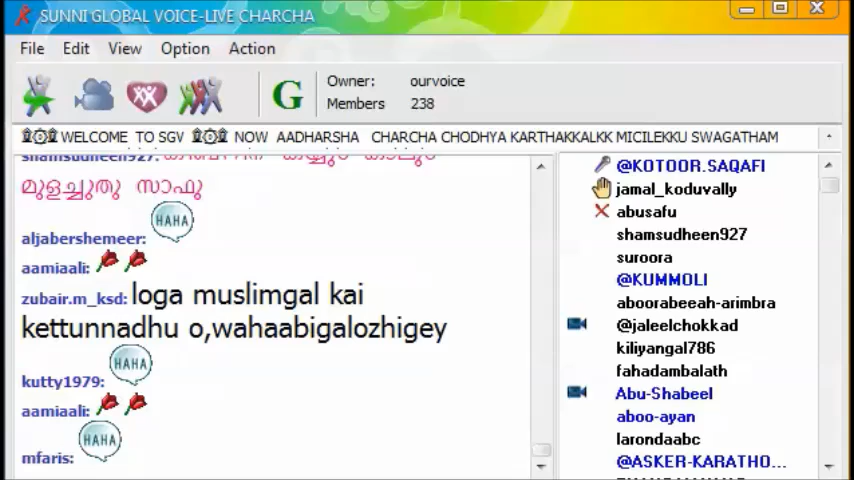 SUNNI GLOBAL VOICE-LIVE CHARCHA
File Edit View Option Action
G
Owner: ourvoice
Members 238
WELCOME TO SGV NOW AADHARSHA CHARCHA CHODHYA KARTHAKKALKK MICILEKKU SWAGATHAM
shamsudheen927:
മുളച്ചുതു സാഫു
aljabershemeer: HAHA
aamiaali:
zubair.m_ksd: loga muslimgal kai
kettunnadhu o,wahaabigalozhigey
kutty1979: HAHA
aamiaali:
mfaris: HAHA
@KOTOOR.SAQAFI
jamal_koduvally
abusafu
shamsudheen927
suroora
@KUMMOLI
aboorabeeah-arimbra
@jaleelchokkad
kiliyangal786
fahadambalath
Abu-Shabeel
aboo-ayan
larondaabc
@ASKER-KARATHO...